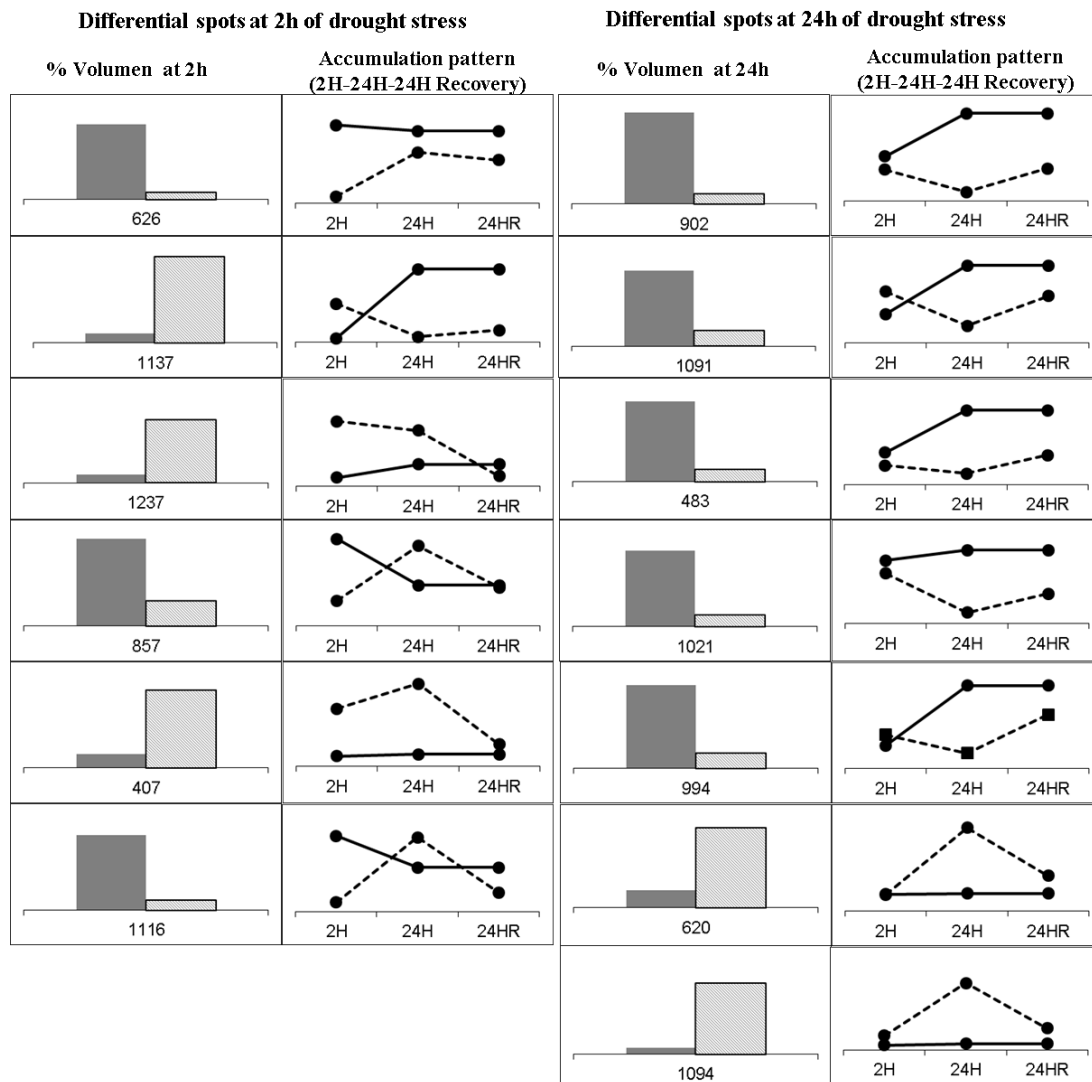 Differential spots at 2h of drought stress
Differential spots at 24h of drought stress
% Volumen at 2h
Accumulation pattern
(2H-24H-24H Recovery)
% Volumen at 24h
Accumulation pattern
(2H-24H-24H Recovery)
626
2H 24H 24HR
902
2H 24H 24HR
1137
2H 24H 24HR
1091
2H 24H 24HR
1237
2H 24H 24HR
483
2H 24H 24HR
857
2H 24H 24HR
1021
2H 24H 24HR
407
2H 24H 24HR
994
2H 24H 24HR
1116
2H 24H 24HR
620
2H 24H 24HR
1094
2H 24H 24HR